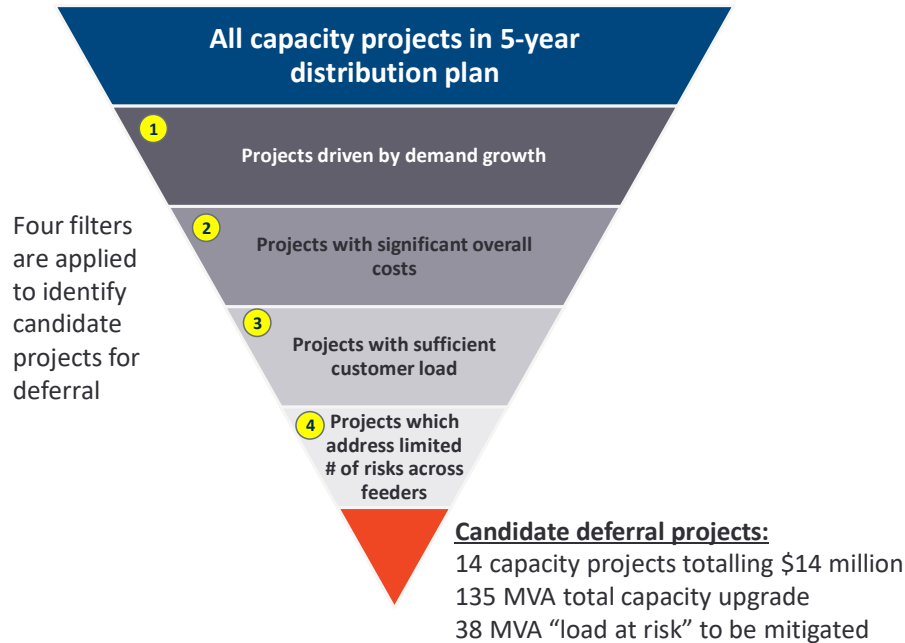 All capacity projects in 5-year
distribution plan
1
Projects driven by demand growth
Four filters
are applied
to identify
candidate
projects for
deferral
2
Projects with significant overall
costs
3
Projects with sufficient
customer load
4
Projects which
address limited
# of risks across
feeders
Candidate deferral projects:
14 capacity projects totalling $14 million
135 MVA total capacity upgrade
38 MVA “load at risk” to be mitigated